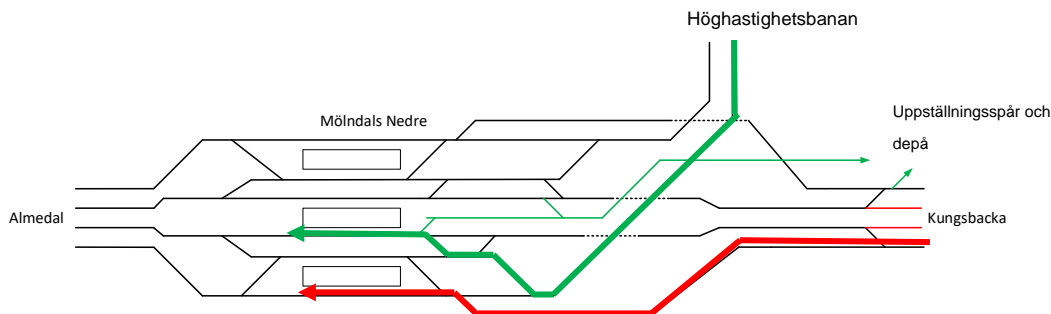 Höghastighetsbanan
Mölndals Nedre
Uppställningsspår och
depå
Almedal
Kungsbacka